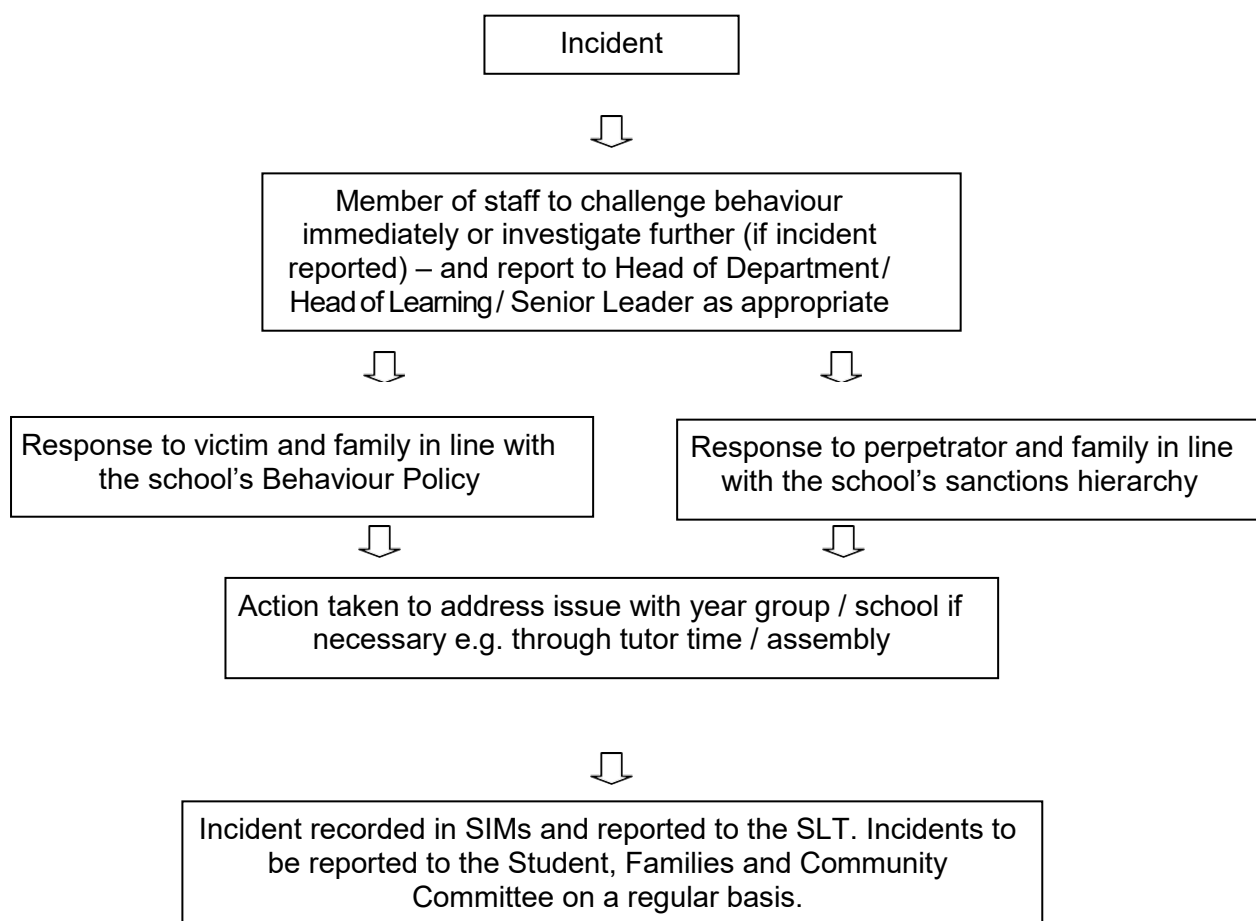 Incident
Member of staff to challenge behaviour
immediately or investigate further (if incident
reported) – and report to Head of Department/
Head of Learning/ Senior Leader as appropriate
Response to victim and family in line with
the school's Behaviour Policy
Response to perpetrator and family in line
with the school's sanctions hierarchy
Action taken to address issue with year group / school if
necessary e.g. through tutor time / assembly
Incident recorded in SIMs and reported to the SLT. Incidents to
be reported to the Student, Families and Community
Committee on a regular basis.